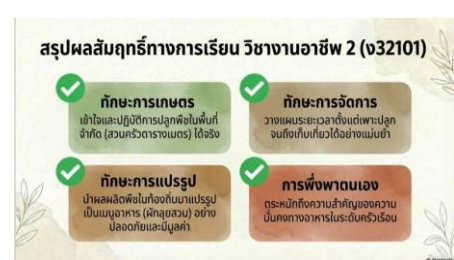 สรุปผลสัมฤทธิ์ทางการเรียน วิชางานอาชีพ 2 (ง32101)
ทักษะการเกษตร
เข้าใจและปฏิบัติการปลูกพืชในพื้นที่
จำกัด (สวนครัวตารางเมตร) ได้จริง
ทักษะการจัดการ
วางแผนระยะเวลาตั้งแต่เพาะปลูก
จนถึงเก็บเกี่ยวได้อย่างแม่นยำ
ทักษะการแปรรูป
นำผลผลิตพืชในท้องถิ่นมาแปรรูป
เป็นเมนูอาหาร (ผักลุยสวน) อย่าง
ปลอดภัยและมีมูลค่า
การพึ่งพาตนเอง
ตระหนักถึงความสำคัญของความ
มั่นคงทางอาหารในระดับครัวเรือน